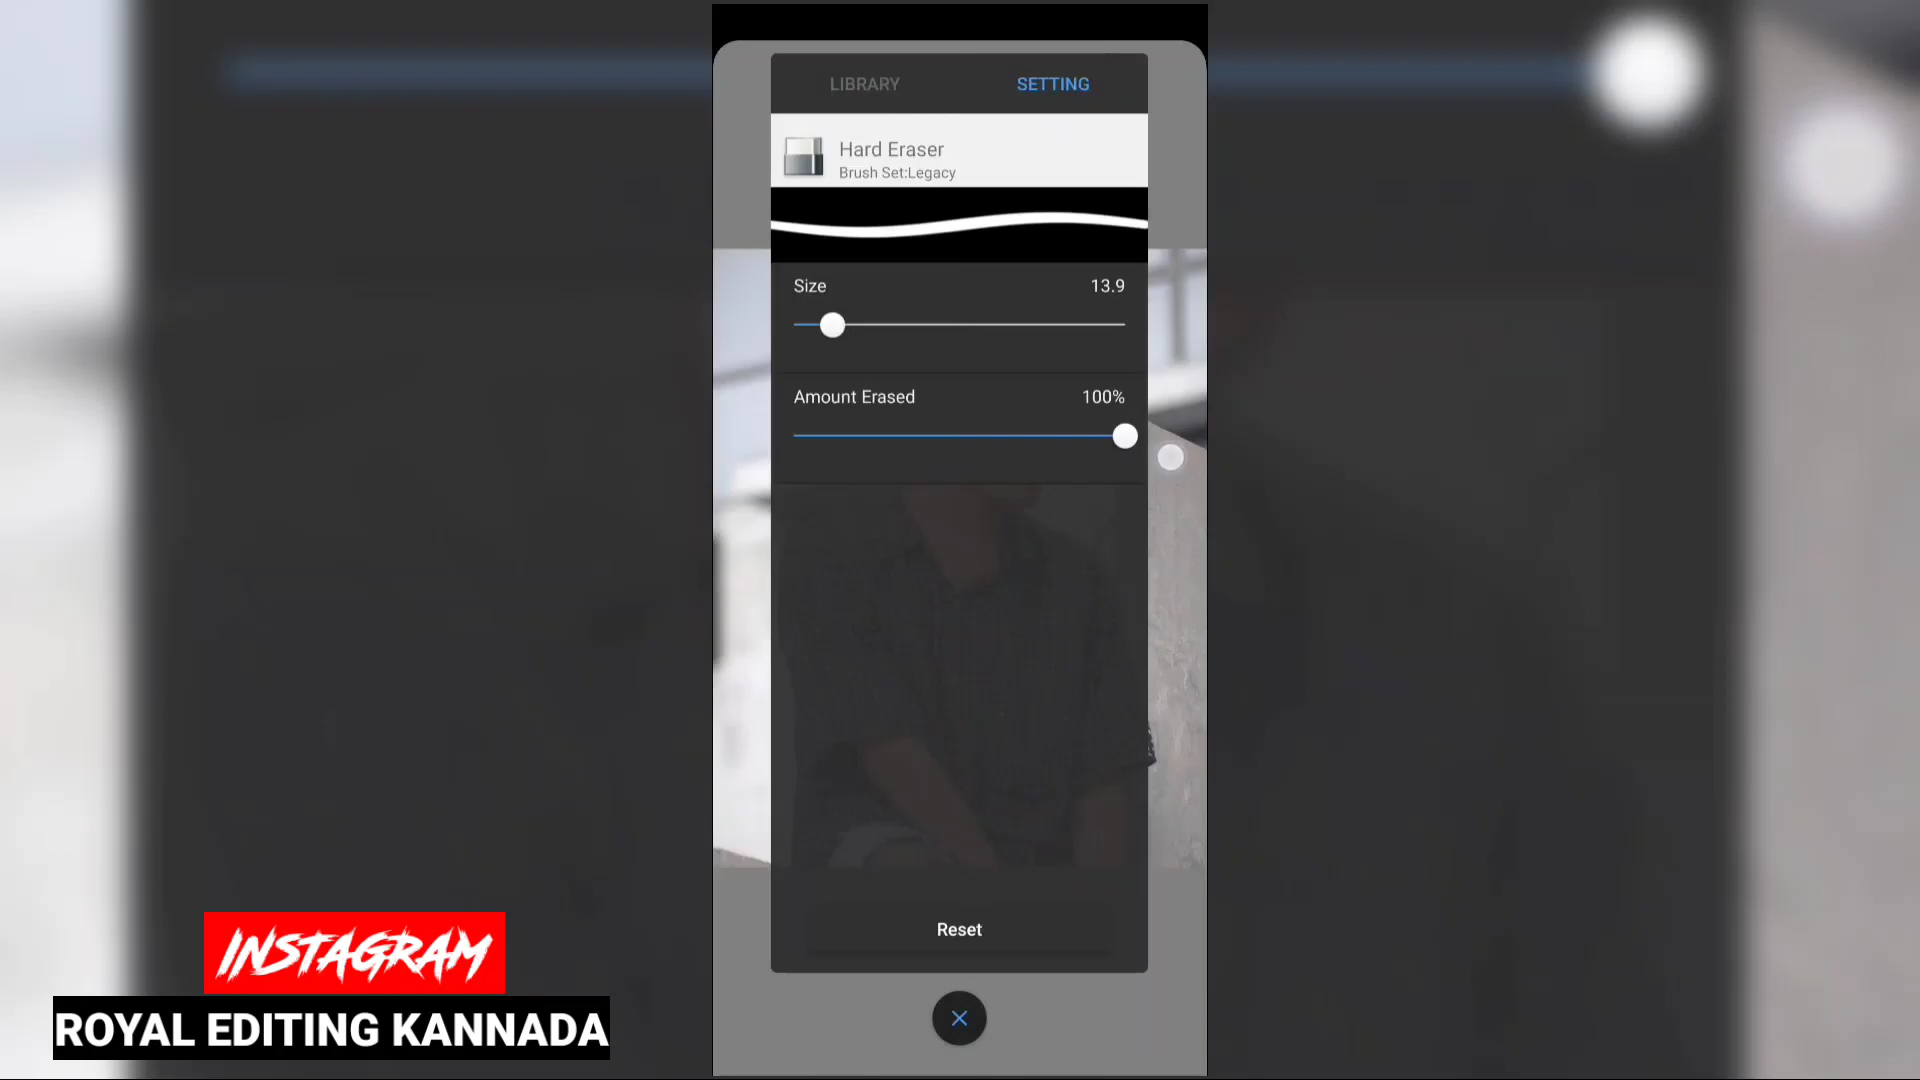 LIBRARY SETTING
Hard Eraser
Brush Set:Legacy
Size 13.9
Amount Erased 100%
Reset
INSTAGRAM
ROYAL EDITING KANNADA